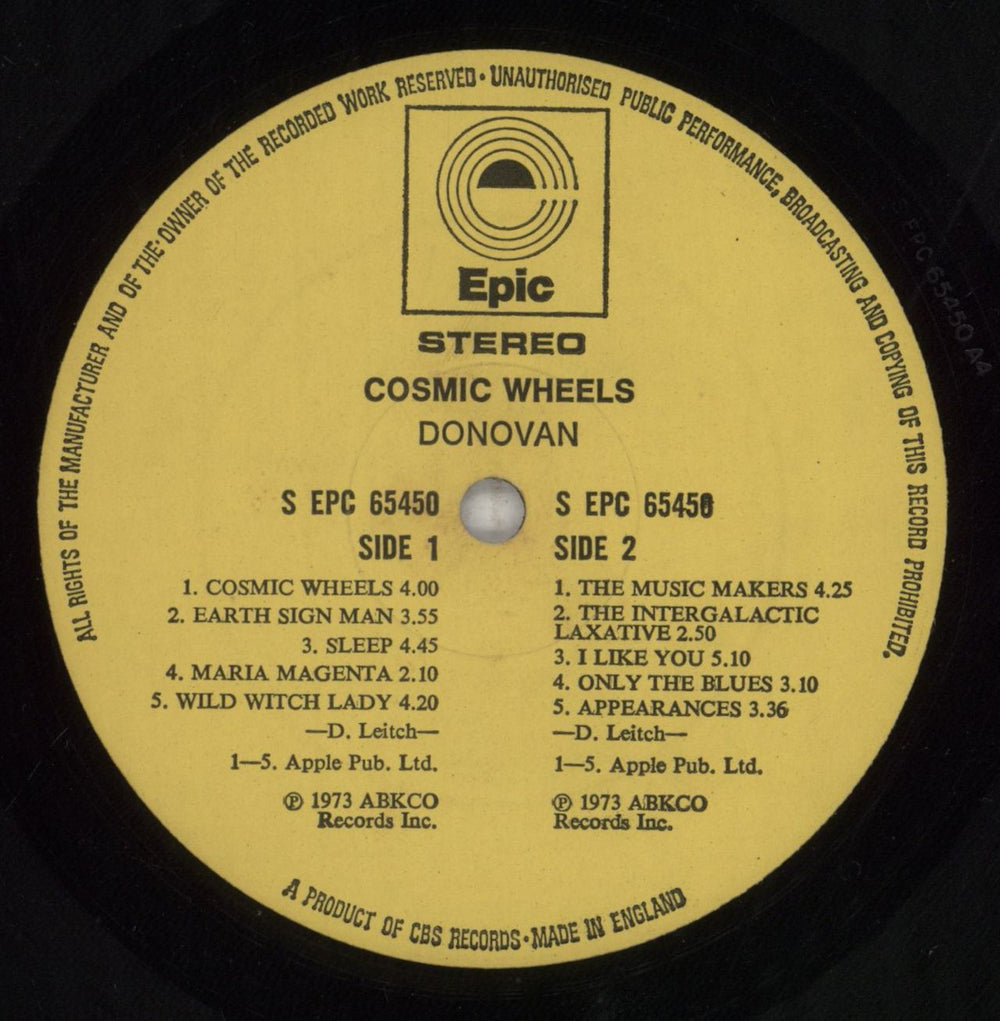 ALL RIGHTS OF THE MANUFACTURER AND OF THE OWNER OF THE RECORDED WORK RESERVED · UNAUTHORISED PUBLIC PERFORMANCE, BROADCASTING AND COPYING OF THIS RECORD PROHIBITED.
Epic
STEREO
COSMIC WHEELS
DONOVAN
S EPC 65450
SIDE 1
1. COSMIC WHEELS 4.00
2. EARTH SIGN MAN 3.55
3. SLEEP 4.45
4. MARIA MAGENTA 2.10
5. WILD WITCH LADY 4.20
—D. Leitch—
1—5. Apple Pub. Ltd.
℗ 1973 ABKCO
Records Inc.
S EPC 65450
SIDE 2
1. THE MUSIC MAKERS 4.25
2. THE INTERGALACTIC
LAXATIVE 2.50
3. I LIKE YOU 5.10
4. ONLY THE BLUES 3.10
5. APPEARANCES 3.36
—D. Leitch—
1—5. Apple Pub. Ltd.
℗ 1973 ABKCO
Records Inc.
A PRODUCT OF CBS RECORDS · MADE IN ENGLAND
EPC 65450 A4